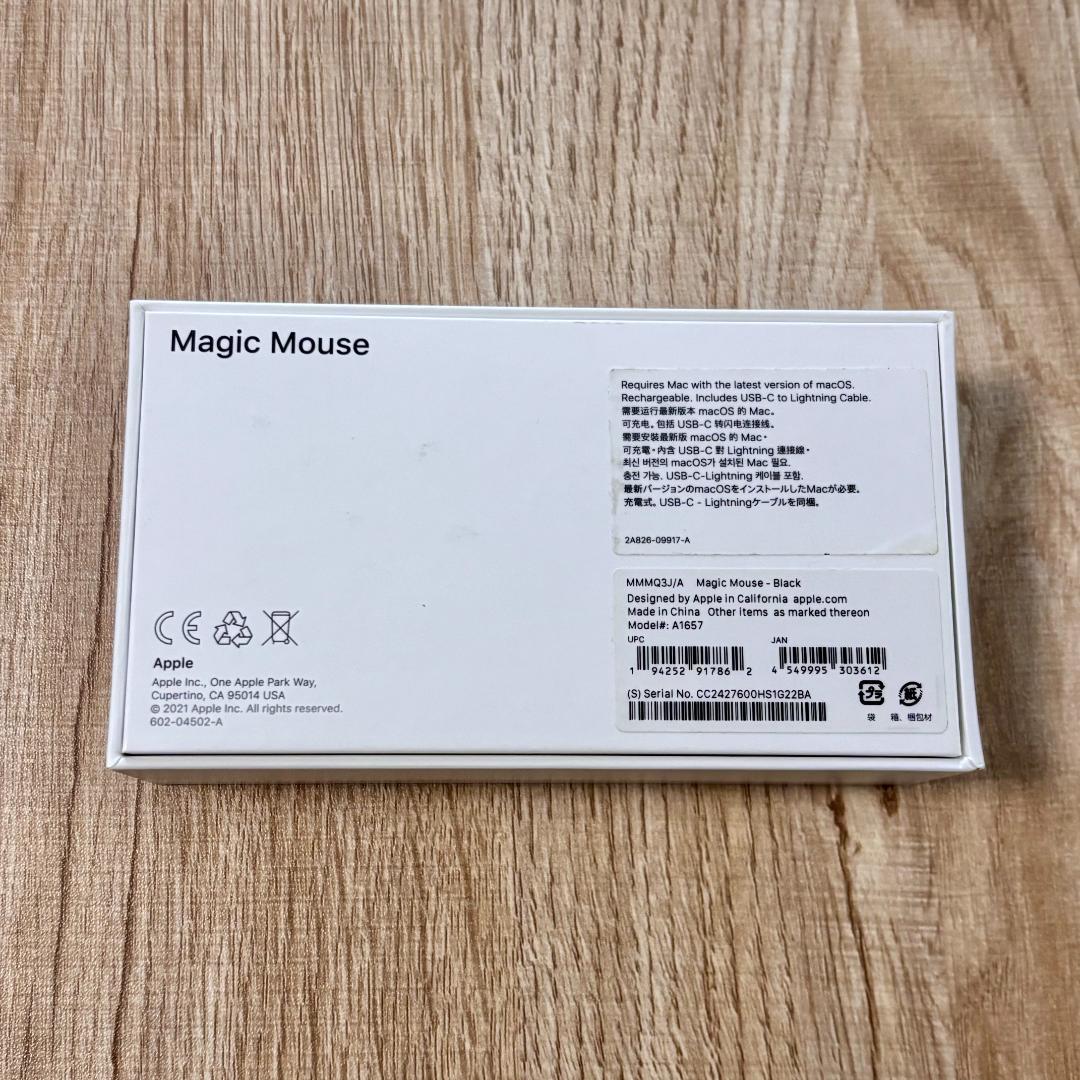 Magic Mouse
Requires Mac with the latest version of macOS.
Rechargeable. Includes USB-C to Lightning Cable.
需要运行最新版本 macOS 的 Mac。
可充电。包括 USB-C 转闪电连接线。
需要安裝最新版 macOS 的 Mac。
可充電。內含 USB-C 對 Lightning 連接線。
최신 버전의 macOS가 설치된 Mac 필요.
충전 가능. USB-C-Lightning 케이블 포함.
最新バージョンのmacOSをインストールしたMacが必要。
充電式。USB-C - Lightningケーブルを同梱。
2A826-09917-A
MMMQ3J/A Magic Mouse - Black
Designed by Apple in California apple.com
Made in China Other items as marked thereon
Model#: A1657
UPC JAN
1 94252 91786 2 4 549995 303612
(S) Serial No. CC2427600HS1G22BA
プラ 紙
袋 箱、梱包材
CE
Apple
Apple Inc., One Apple Park Way,
Cupertino, CA 95014 USA
© 2021 Apple Inc. All rights reserved.
602-04502-A